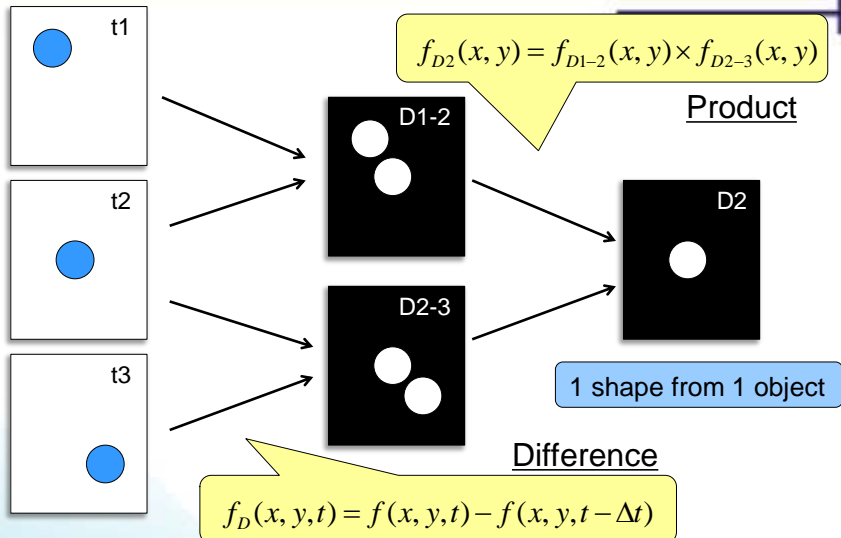 t1
f_{D2}(x, y) = f_{D1-2}(x, y) × f_{D2-3}(x, y)
Product
D1-2
t2
D2
D2-3
t3
1 shape from 1 object
Difference
f_D(x, y, t) = f(x, y, t) − f(x, y, t − Δt)